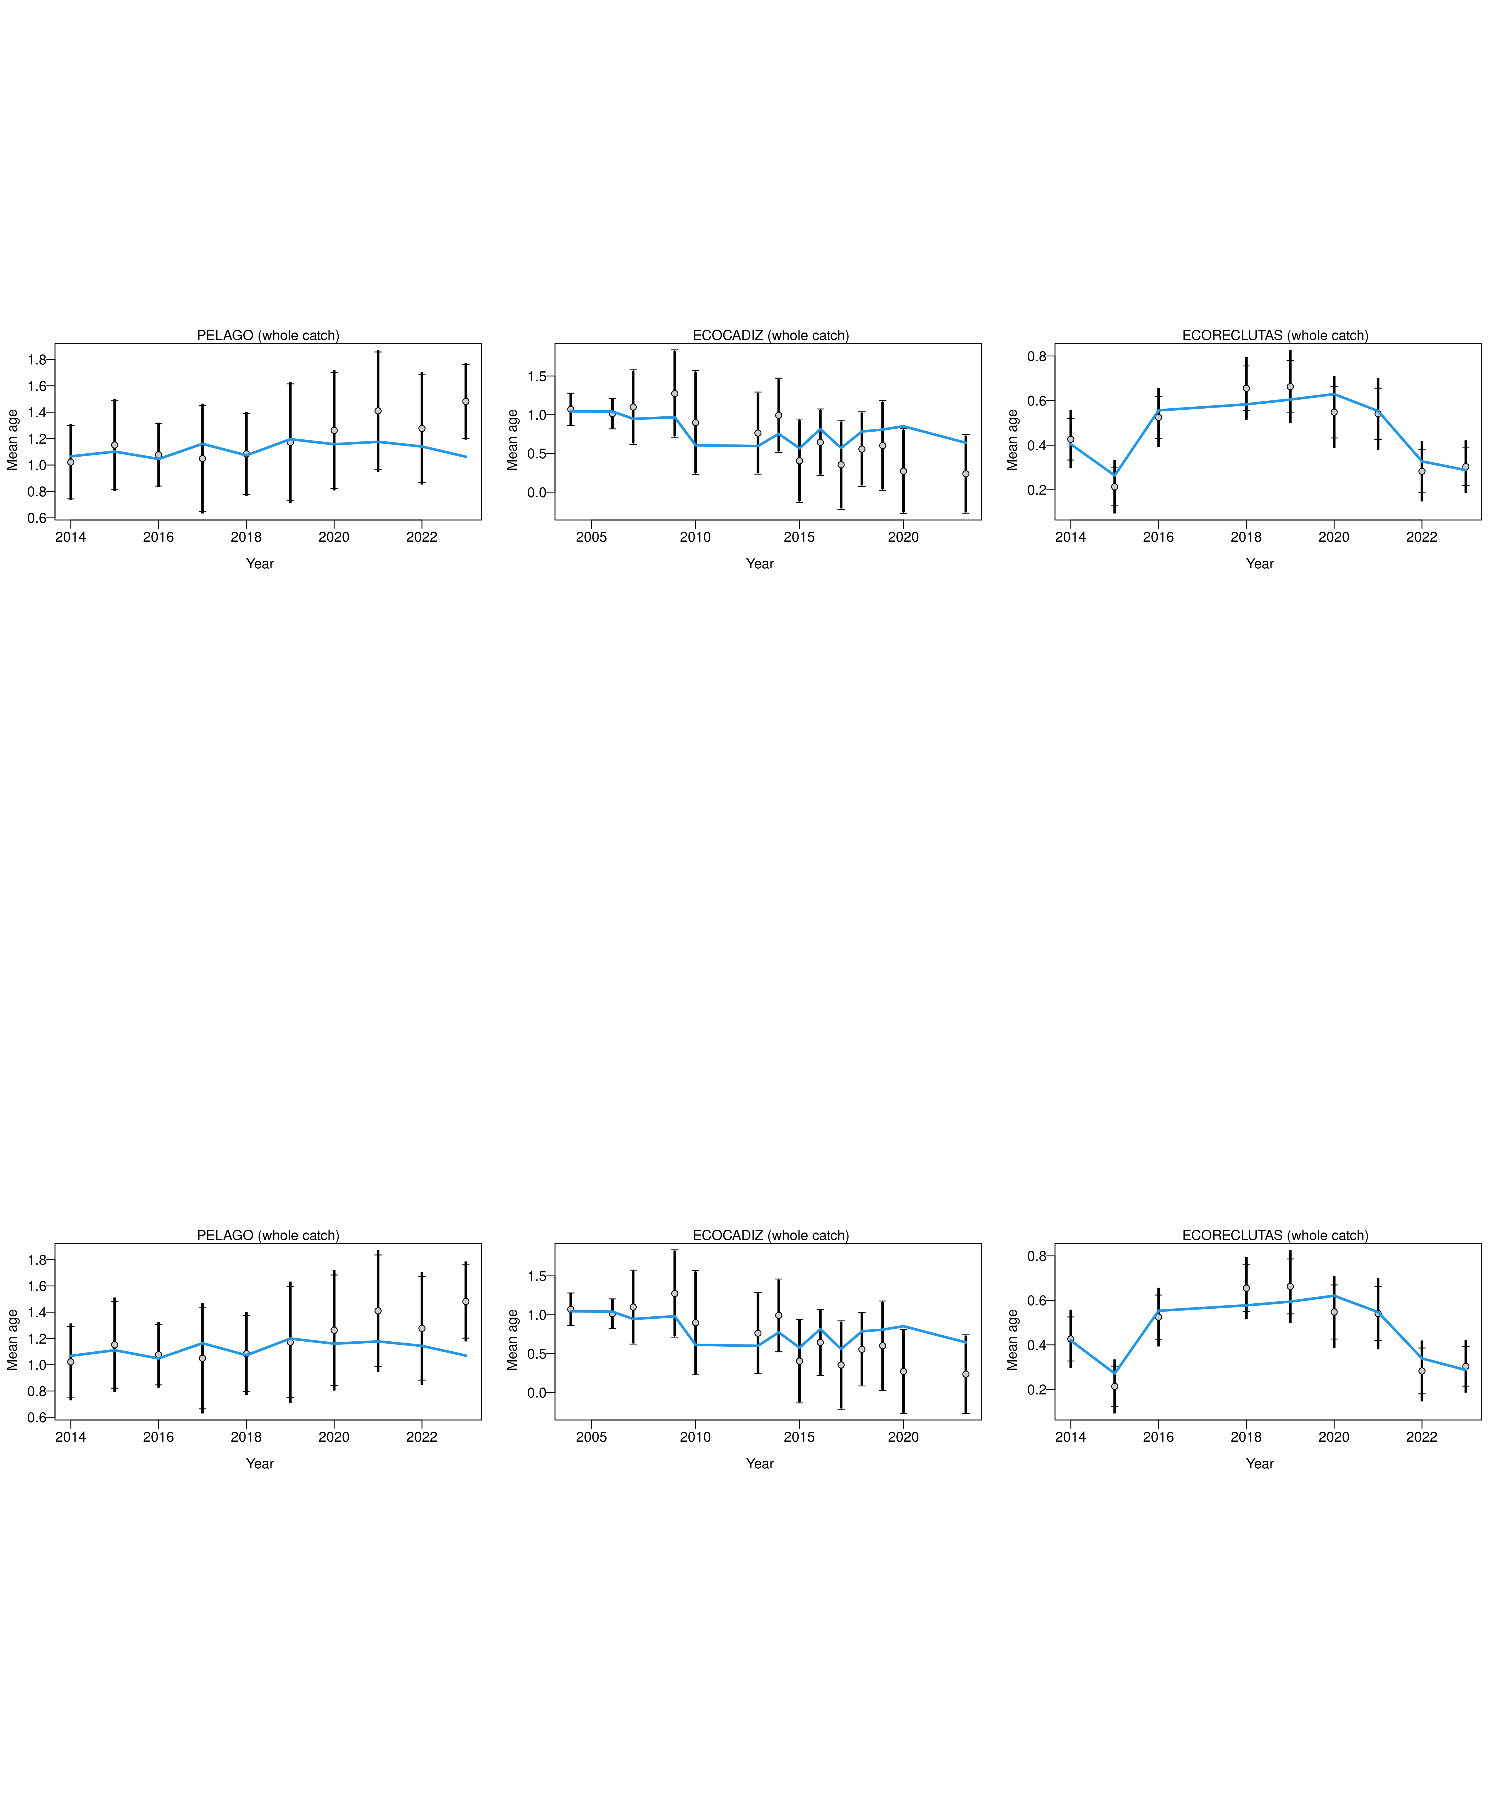 PELAGO (whole catch)
Mean age
1.8
1.6
1.4
1.2
1.0
0.8
0.6
2014 2016 2018 2020 2022
Year
ECOCADIZ (whole catch)
Mean age
1.5
1.0
0.5
0.0
2005 2010 2015 2020
Year
ECORECLUTAS (whole catch)
Mean age
0.8
0.6
0.4
0.2
2014 2016 2018 2020 2022
Year
PELAGO (whole catch)
Mean age
1.8
1.6
1.4
1.2
1.0
0.8
0.6
2014 2016 2018 2020 2022
Year
ECOCADIZ (whole catch)
Mean age
1.5
1.0
0.5
0.0
2005 2010 2015 2020
Year
ECORECLUTAS (whole catch)
Mean age
0.8
0.6
0.4
0.2
2014 2016 2018 2020 2022
Year